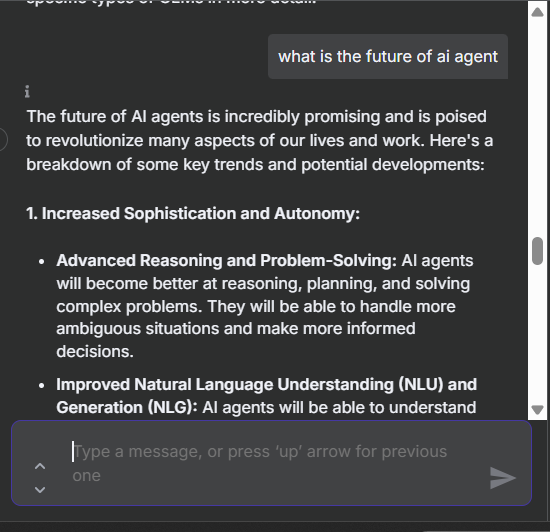 what is the future of ai agent
The future of AI agents is incredibly promising and is poised
to revolutionize many aspects of our lives and work. Here's a
breakdown of some key trends and potential developments:
1. Increased Sophistication and Autonomy:
• Advanced Reasoning and Problem-Solving: AI agents
will become better at reasoning, planning, and solving
complex problems. They will be able to handle more
ambiguous situations and make more informed
decisions.
• Improved Natural Language Understanding (NLU) and
Generation (NLG): AI agents will be able to understand
Type a message, or press ‘up’ arrow for previous
one